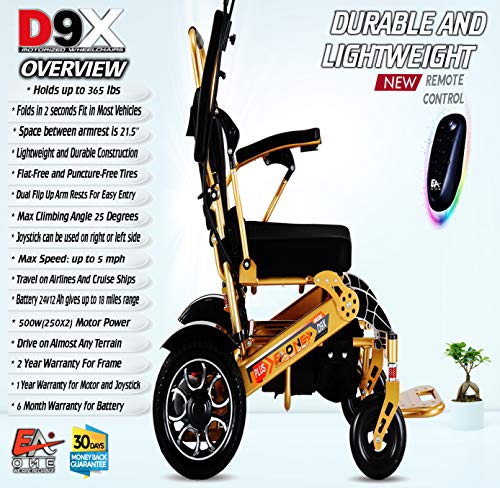 D9X
MOTORIZED WHEELCHAIRS
OVERVIEW
* Holds up to 365 lbs
* Folds in 2 seconds Fit in Most Vehicles
* Space between armrest is 21.5"
* Lightweight and Durable Construction
* Flat-Free and Puncture-Free Tires
* Dual Flip Up Arm Rests For Easy Entry
* Max Climbing Angle 25 Degrees
* Joystick can be used on right or left side
* Max Speed: up to 5 mph
* Travel on Airlines And Cruise Ships
* Battery 24V12 Ah gives up to 18 miles range
* 500W(250X2) Motor Power
* Drive on Almost Any Terrain
* 2 Year Warranty For Frame
* 1 Year Warranty for Motor and Joystick
* 6 Month Warranty for Battery
EA
ONE
30 DAYS
MONEY BACK
GUARANTEE
DURABLE AND
LIGHTWEIGHT
NEW REMOTE
CONTROL
EA
PLUS
D9X